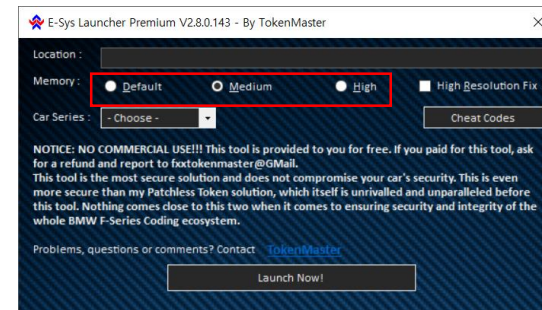 E-Sys Launcher Premium V2.8.0.143 - By TokenMaster
Location :
Memory : Default Medium High High Resolution Fix
Car Series : - Choose - Cheat Codes
NOTICE: NO COMMERCIAL USE!!! This tool is provided to you for free. If you paid for this tool, ask
for a refund and report to fxxtokenmaster@GMail.
This tool is the most secure solution and does not compromise your car's security. This is even
more secure than my Patchless Token solution, which itself is unrivalled and unparalleled before
this tool. Nothing comes close to this two when it comes to ensuring security and integrity of the
whole BMW F-Series Coding ecosystem.
Problems, questions or comments? Contact TokenMaster
Launch Now!